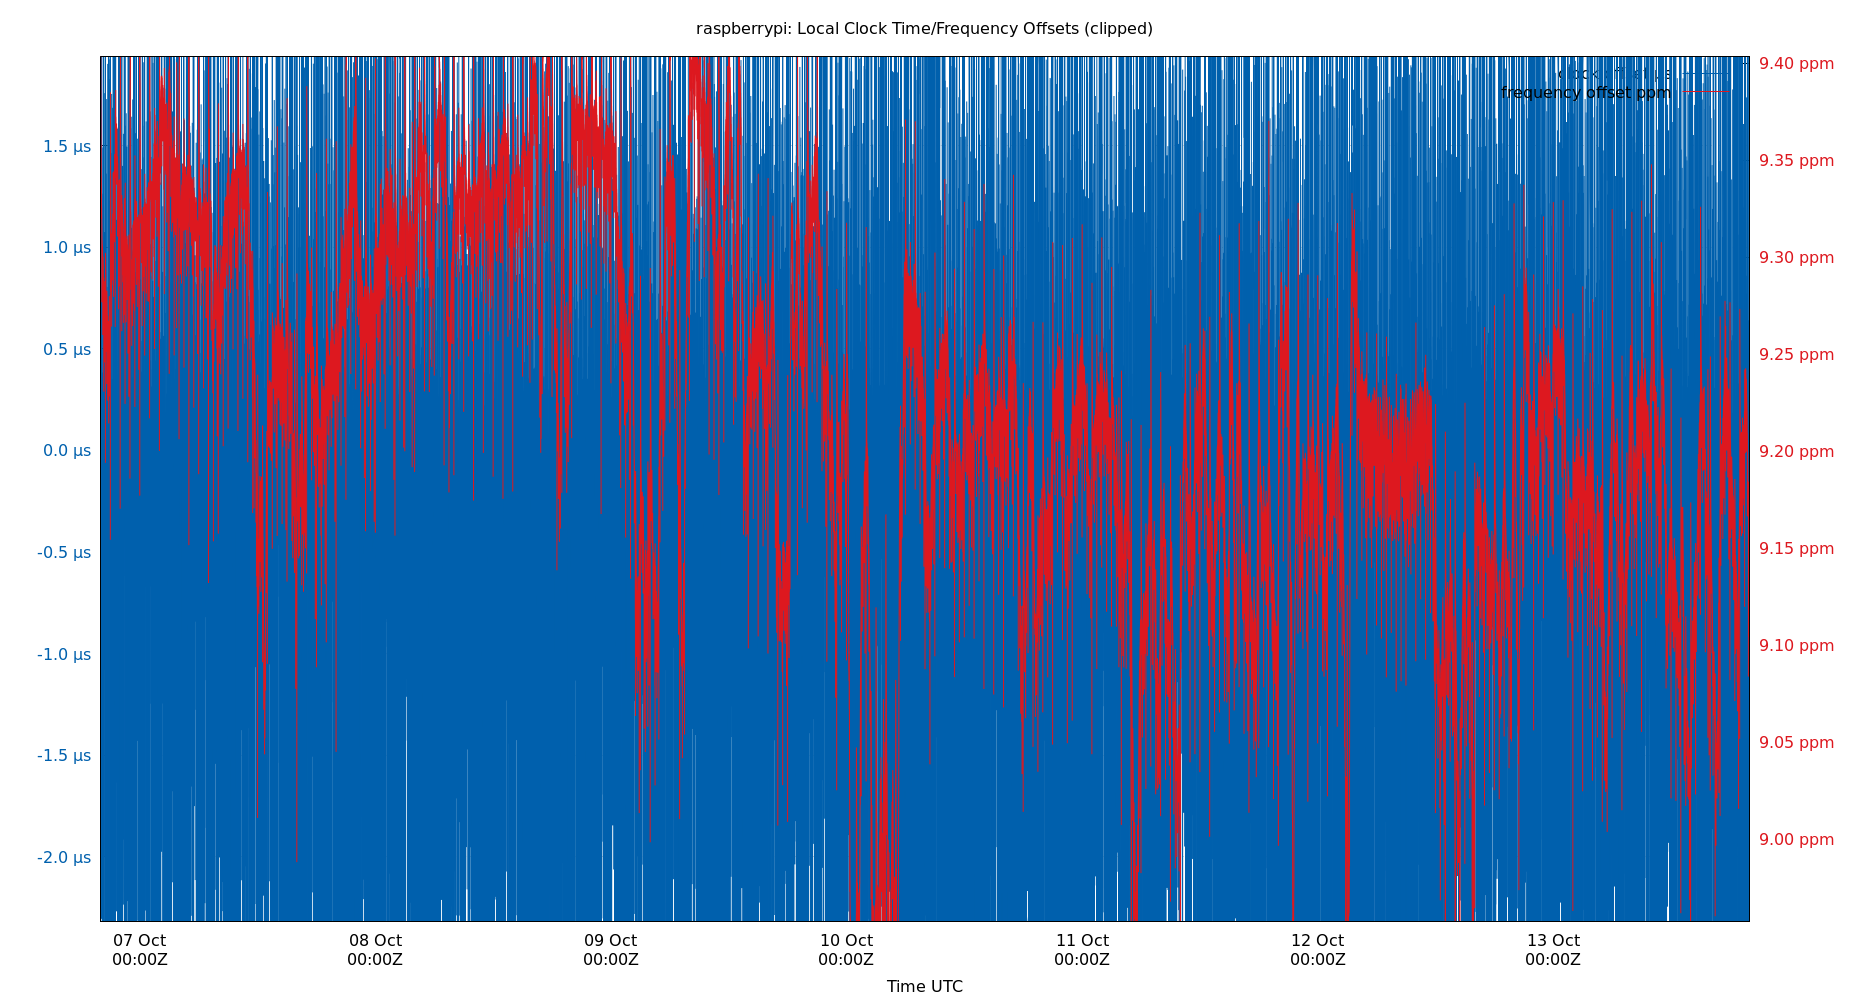 raspberrypi: Local Clock Time/Frequency Offsets (clipped)
clock offset µs
frequency offset ppm
1.5 µs
1.0 µs
0.5 µs
0.0 µs
-0.5 µs
-1.0 µs
-1.5 µs
-2.0 µs
9.40 ppm
9.35 ppm
9.30 ppm
9.25 ppm
9.20 ppm
9.15 ppm
9.10 ppm
9.05 ppm
9.00 ppm
07 Oct 08 Oct 09 Oct 10 Oct 11 Oct 12 Oct 13 Oct
00:00Z 00:00Z 00:00Z 00:00Z 00:00Z 00:00Z 00:00Z
Time UTC